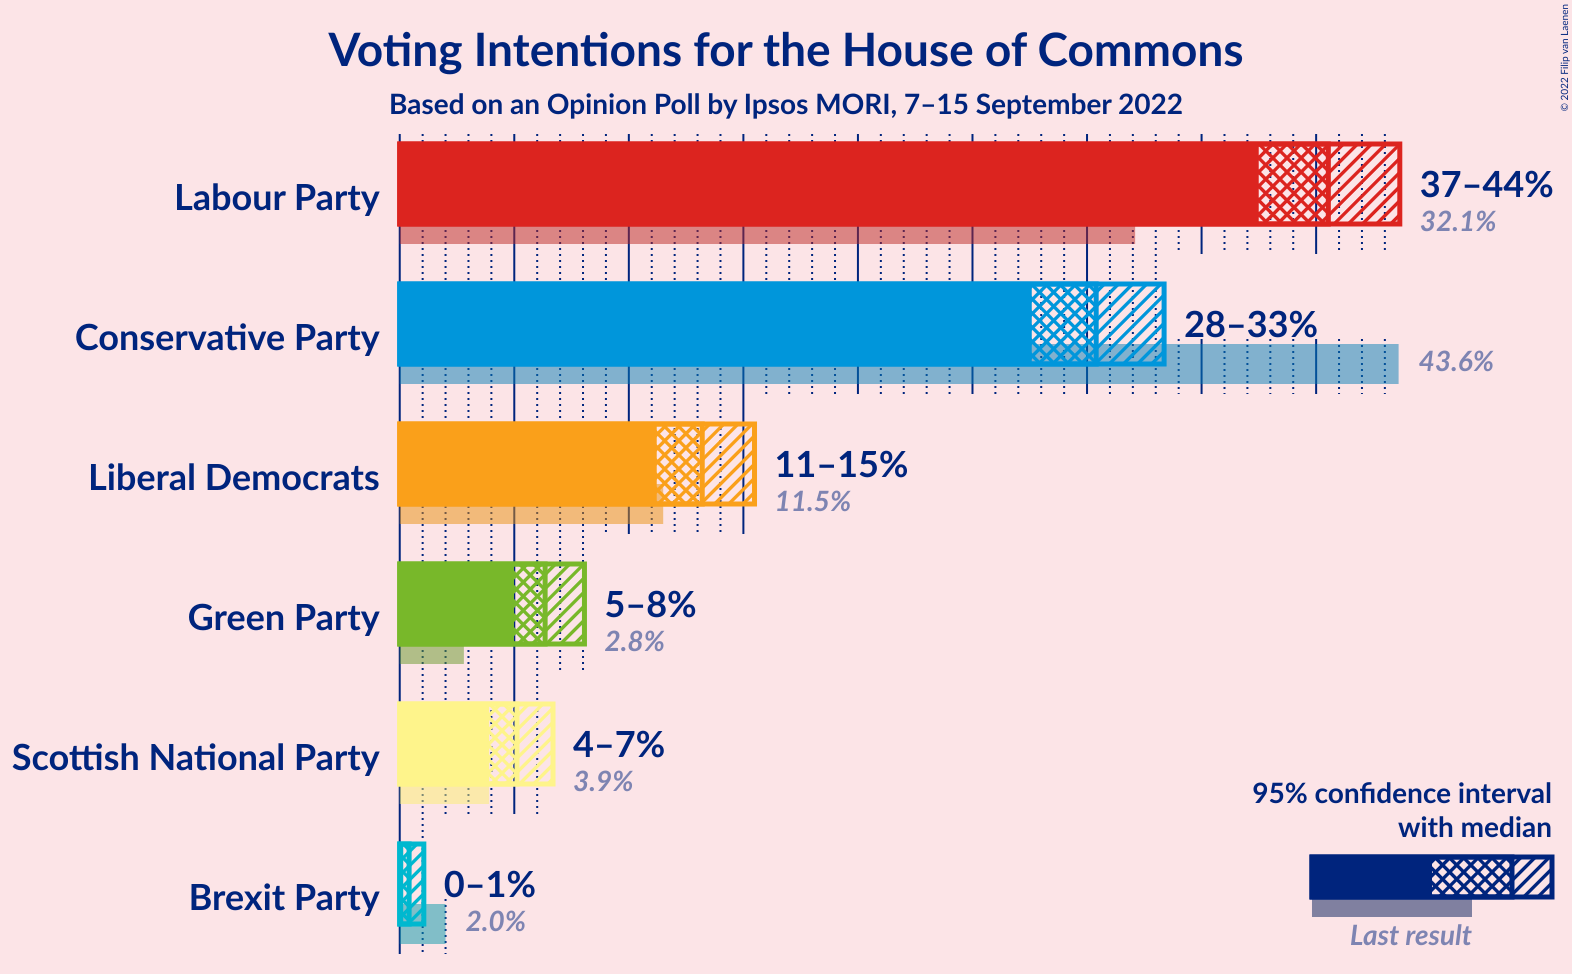 Voting Intentions for the House of Commons
Based on an Opinion Poll by Ipsos MORI, 7–15 September 2022
© 2022 Filip van Laenen
Labour Party
37–44%
32.1%
Conservative Party
28–33%
43.6%
Liberal Democrats
11–15%
11.5%
Green Party
5–8%
2.8%
Scottish National Party
4–7%
3.9%
Brexit Party
0–1%
2.0%
95% confidence interval
with median
Last result